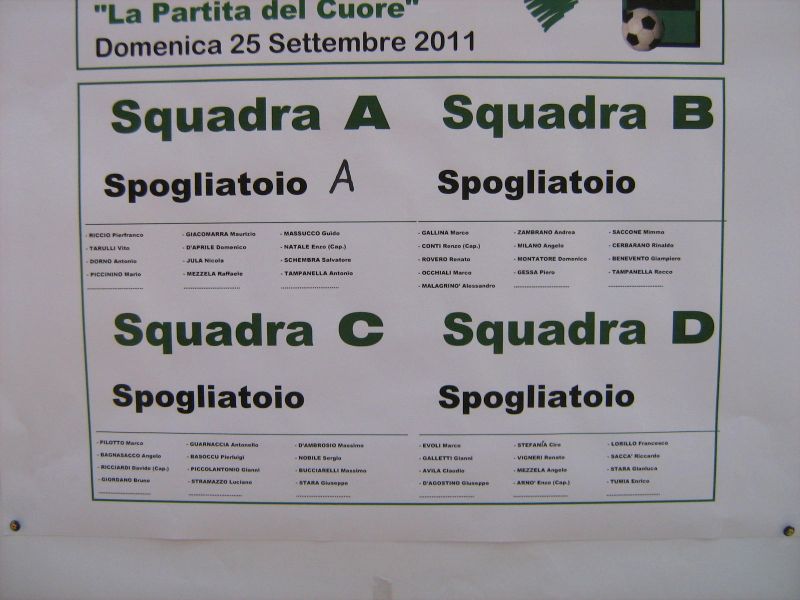 "La Partita del Cuore"
Domenica 25 Settembre 2011
Squadra A
Spogliatoio A
- RICCIO Pierfranco
- TARULLI Vito
- DORNO Antonio
- PICCININO Mario
- GIACOMARRA Maurizio
- D'APRILE Domenico
- JULA Nicola
- MEZZELA Raffaele
- MASSUCCO Guido
- NATALE Enzo (Cap.)
- SCHEMBRA Salvatore
- TAMPANELLA Antonio
Squadra B
Spogliatoio
- GALLINA Marco
- CONTI Renzo (Cap.)
- ROVERO Renato
- OCCHIALI Marco
- MALAGRINO' Alessandro
- ZAMBRANO Andrea
- MILANO Angelo
- MONTATORE Domenico
- GESSA Piero
- SACCONE Mimmo
- CERBARANO Rinaldo
- BENEVENTO Giampiero
- TAMPANELLA Rocco
Squadra C
Spogliatoio
- PILOTTO Marco
- BAGNASACCO Angelo
- RICCIARDI Davide (Cap.)
- GIORDANO Bruno
- GUARNACCIA Antonello
- BASOCCU Pierluigi
- PICCOLANTONIO Gianni
- STRAMAZZO Luciano
- D'AMBROSIO Massimo
- NOBILE Sergio
- BUCCIARELLI Massimo
- STARA Giuseppe
Squadra D
Spogliatoio
- EVOLI Marco
- GALLETTI Gianni
- AVILA Claudio
- D'AGOSTINO Giuseppe
- STEFANÍA Ciro
- VIGNERI Renato
- MEZZELA Angelo
- ARNO' Enzo (Cap.)
- LORILLO Francesco
- SACCA' Riccardo
- STARA Gianluca
- TUMIA Enrico